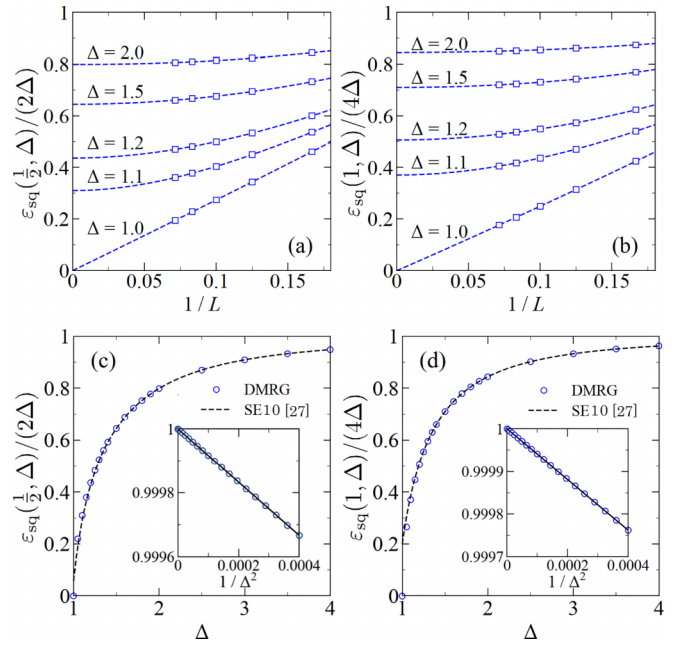 ε_sq(1/2, Δ)/(2Δ)
1
0.8
0.6
0.4
0.2
0
Δ = 2.0
Δ = 1.5
Δ = 1.2
Δ = 1.1
Δ = 1.0
(a)
0 0.05 0.1 0.15
1 / L
ε_sq(1, Δ)/(4Δ)
1
0.8
0.6
0.4
0.2
0
Δ = 2.0
Δ = 1.5
Δ = 1.2
Δ = 1.1
Δ = 1.0
(b)
0 0.05 0.1 0.15
1 / L
ε_sq(1/2, Δ)/(2Δ)
1
0.8
0.6
0.4
0.2
0
(c)
DMRG
SE10 [27]
1
0.9998
0.9996
0 0.0002 0.0004
1 / Δ²
1 2 3 4
Δ
ε_sq(1, Δ)/(4Δ)
1
0.8
0.6
0.4
0.2
0
(d)
DMRG
SE10 [27]
1
0.9999
0.9998
0.9997
0 0.0002 0.0004
1 / Δ²
1 2 3 4
Δ